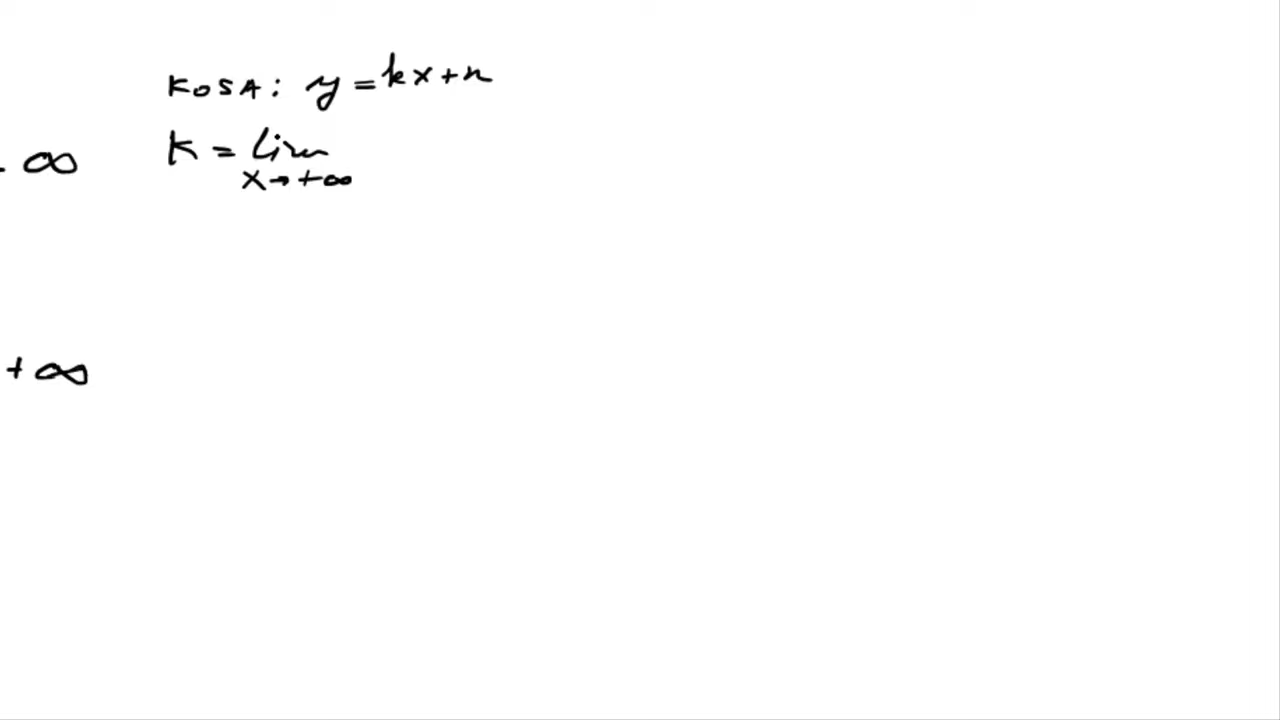 KOSA: y = kx + n
- ∞ K = lim
x → +∞
+ ∞